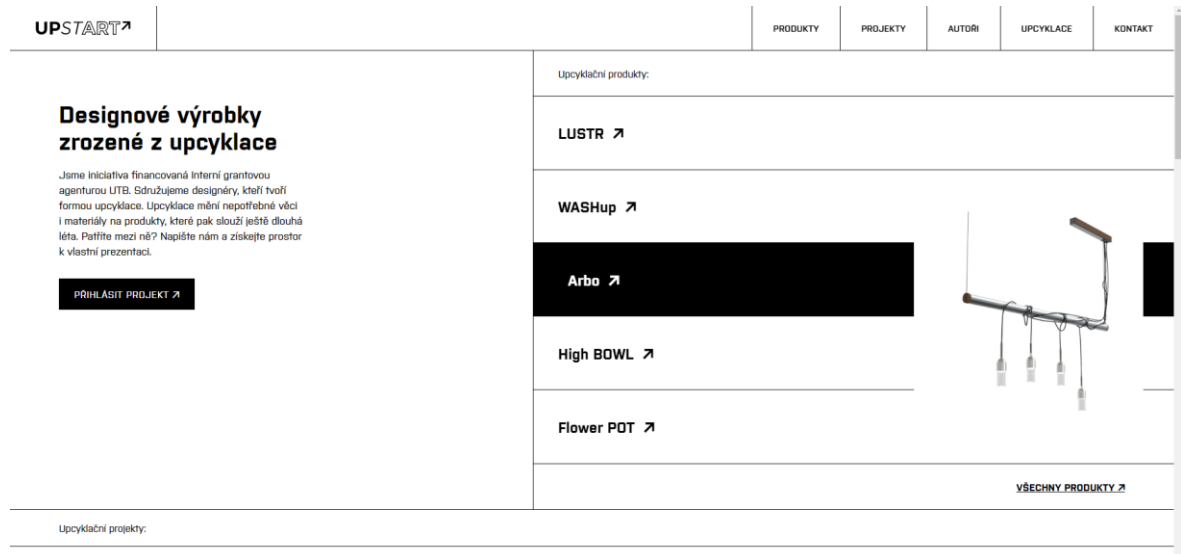 UPSTART
PRODUKTY
PROJEKTY
AUTOŘI
UPCYKLACE
KONTAKT
Designové výrobky
zrozené z upcyklace
Jsme iniciativa financovaná Interní grantovou
agenturou UTB. Sdružujeme designéry, kteří tvoří
formou upcyklace. Upcyklace mění nepotřebné věci
i materiály na produkty, které pak slouží ještě dlouhá
léta. Patříte mezi ně? Napište nám a získejte prostor
k vlastní prezentaci.
PŘIHLÁSIT PROJEKT
Upcyklační produkty:
LUSTR
WASHup
Arbo
High BOWL
Flower POT
VŠECHNY PRODUKTY
Upcyklační projekty: